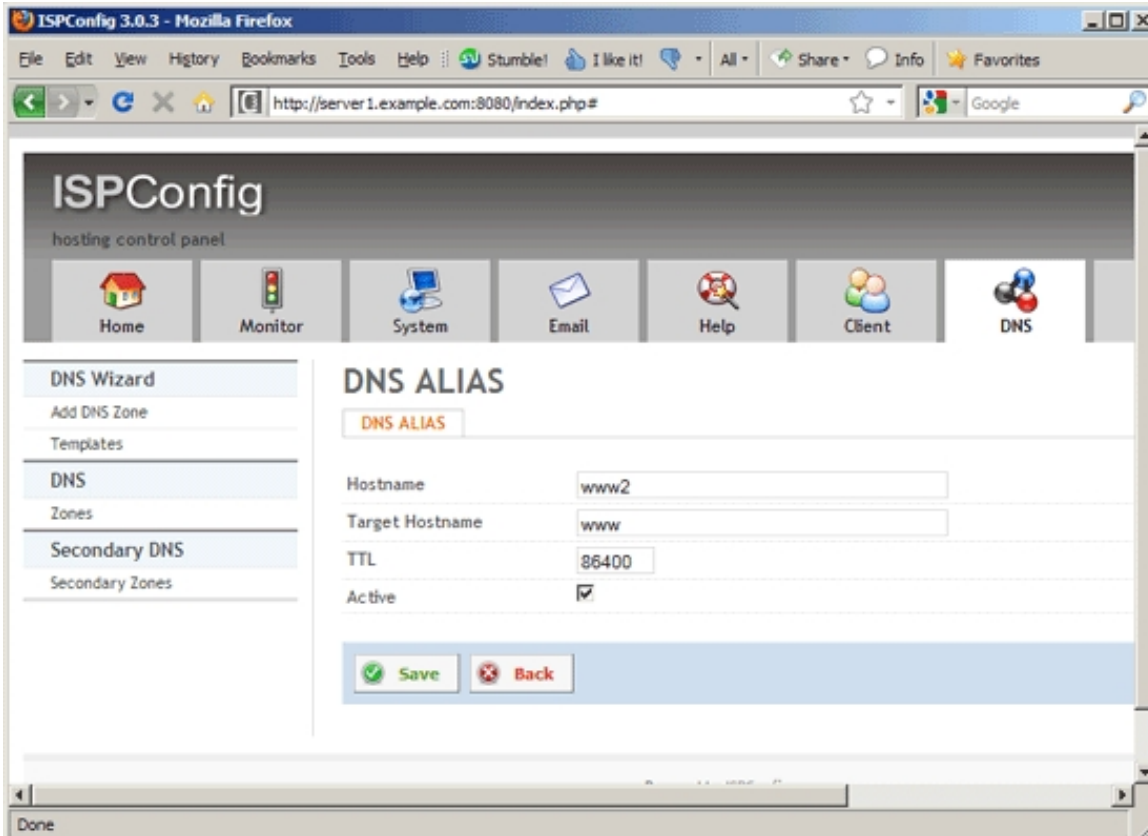 ISPConfig 3.0.3 - Mozilla Firefox
File Edit View History Bookmarks Tools Help Stumble! I like it! All Share Info Favorites
http://server1.example.com:8080/index.php# Google
ISPConfig
hosting control panel
Home Monitor System Email Help Client DNS
DNS Wizard
Add DNS Zone
Templates
DNS
Zones
Secondary DNS
Secondary Zones
DNS ALIAS
DNS ALIAS
Hostname www2
Target Hostname www
TTL 86400
Active
Save Back
Done